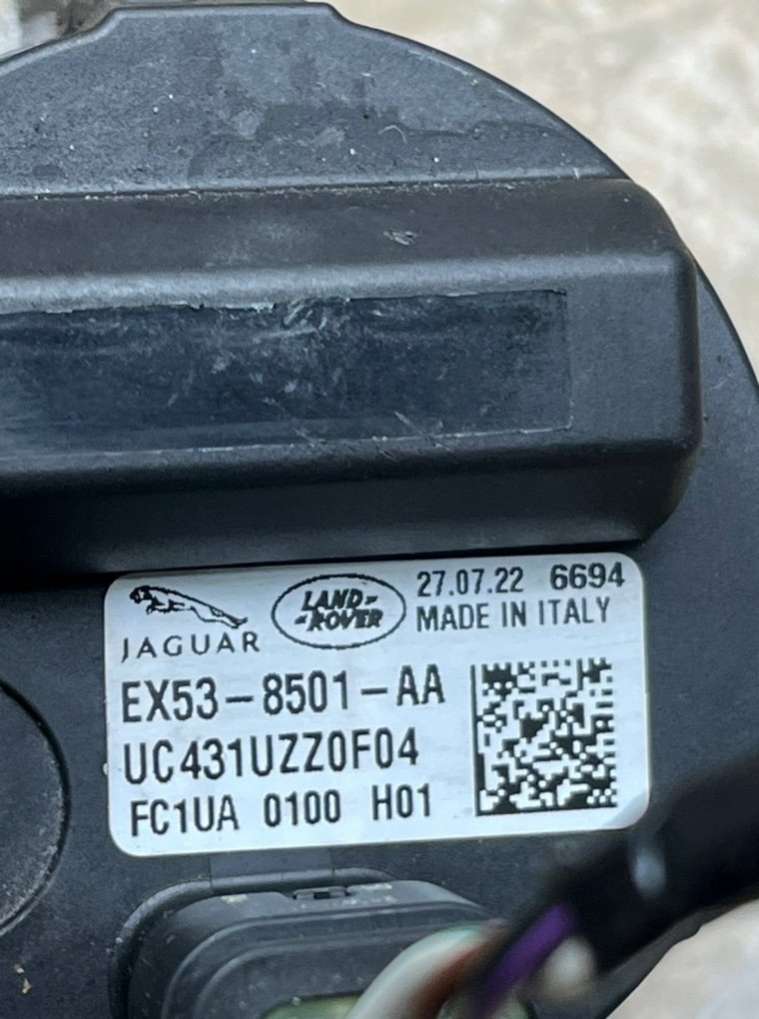 JAGUAR
LAND-
-ROVER
27.07.22 6694
MADE IN ITALY
EX53-8501-AA
UC431UZZ0F04
FC1UA 0100 H01